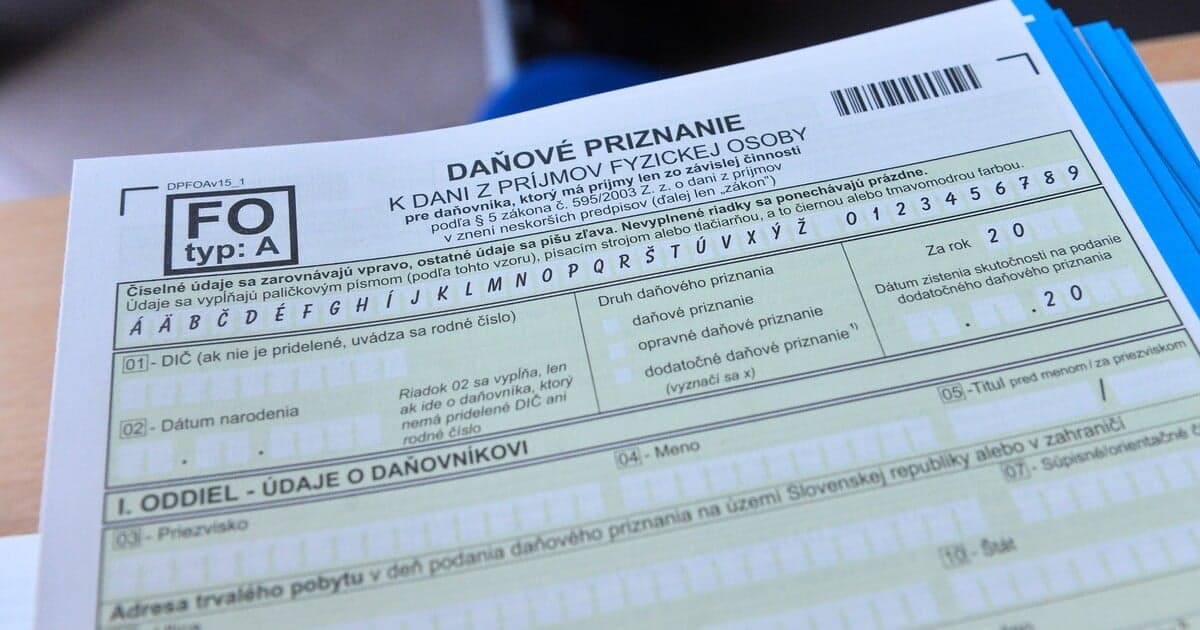 DPFOAv15_1
FO
typ: A
DAŇOVÉ PRIZNANIE
K DANI Z PRÍJMOV FYZICKEJ OSOBY
pre daňovníka, ktorý má príjmy len zo závislej činnosti
podľa § 5 zákona č. 595/2003 Z. z. o dani z príjmov
v znení neskorších predpisov (ďalej len „zákon")
Číselné údaje sa zarovnávajú vpravo, ostatné údaje sa píšu zľava. Nevyplnené riadky sa ponechávajú prázdne.
Údaje sa vypĺňajú paličkovým písmom (podľa tohto vzoru), písacím strojom alebo tlačiarňou, a to čiernou alebo tmavomodrou farbou.
Á Ä B Č D É F G H Í J K L M N O P Q R Š T Ú V X Ý Ž 0 1 2 3 4 5 6 7 8 9
01 - DIČ (ak nie je pridelené, uvádza sa rodné číslo)
02 - Dátum narodenia
Riadok 02 sa vypĺňa, len
ak ide o daňovníka, ktorý
nemá pridelené DIČ ani
rodné číslo
Druh daňového priznania
daňové priznanie
opravné daňové priznanie
dodatočné daňové priznanie 1)
(vyznačí sa x)
Za rok 20
Dátum zistenia skutočnosti na podanie
dodatočného daňového priznania
. . 20
I. ODDIEL - ÚDAJE O DAŇOVNÍKOVI
03 - Priezvisko
04 - Meno
05 - Titul pred menom / za priezviskom
/
Adresa trvalého pobytu v deň podania daňového priznania na území Slovenskej republiky alebo v zahraničí
07 - Súpisné/orientačné
10 - Štát